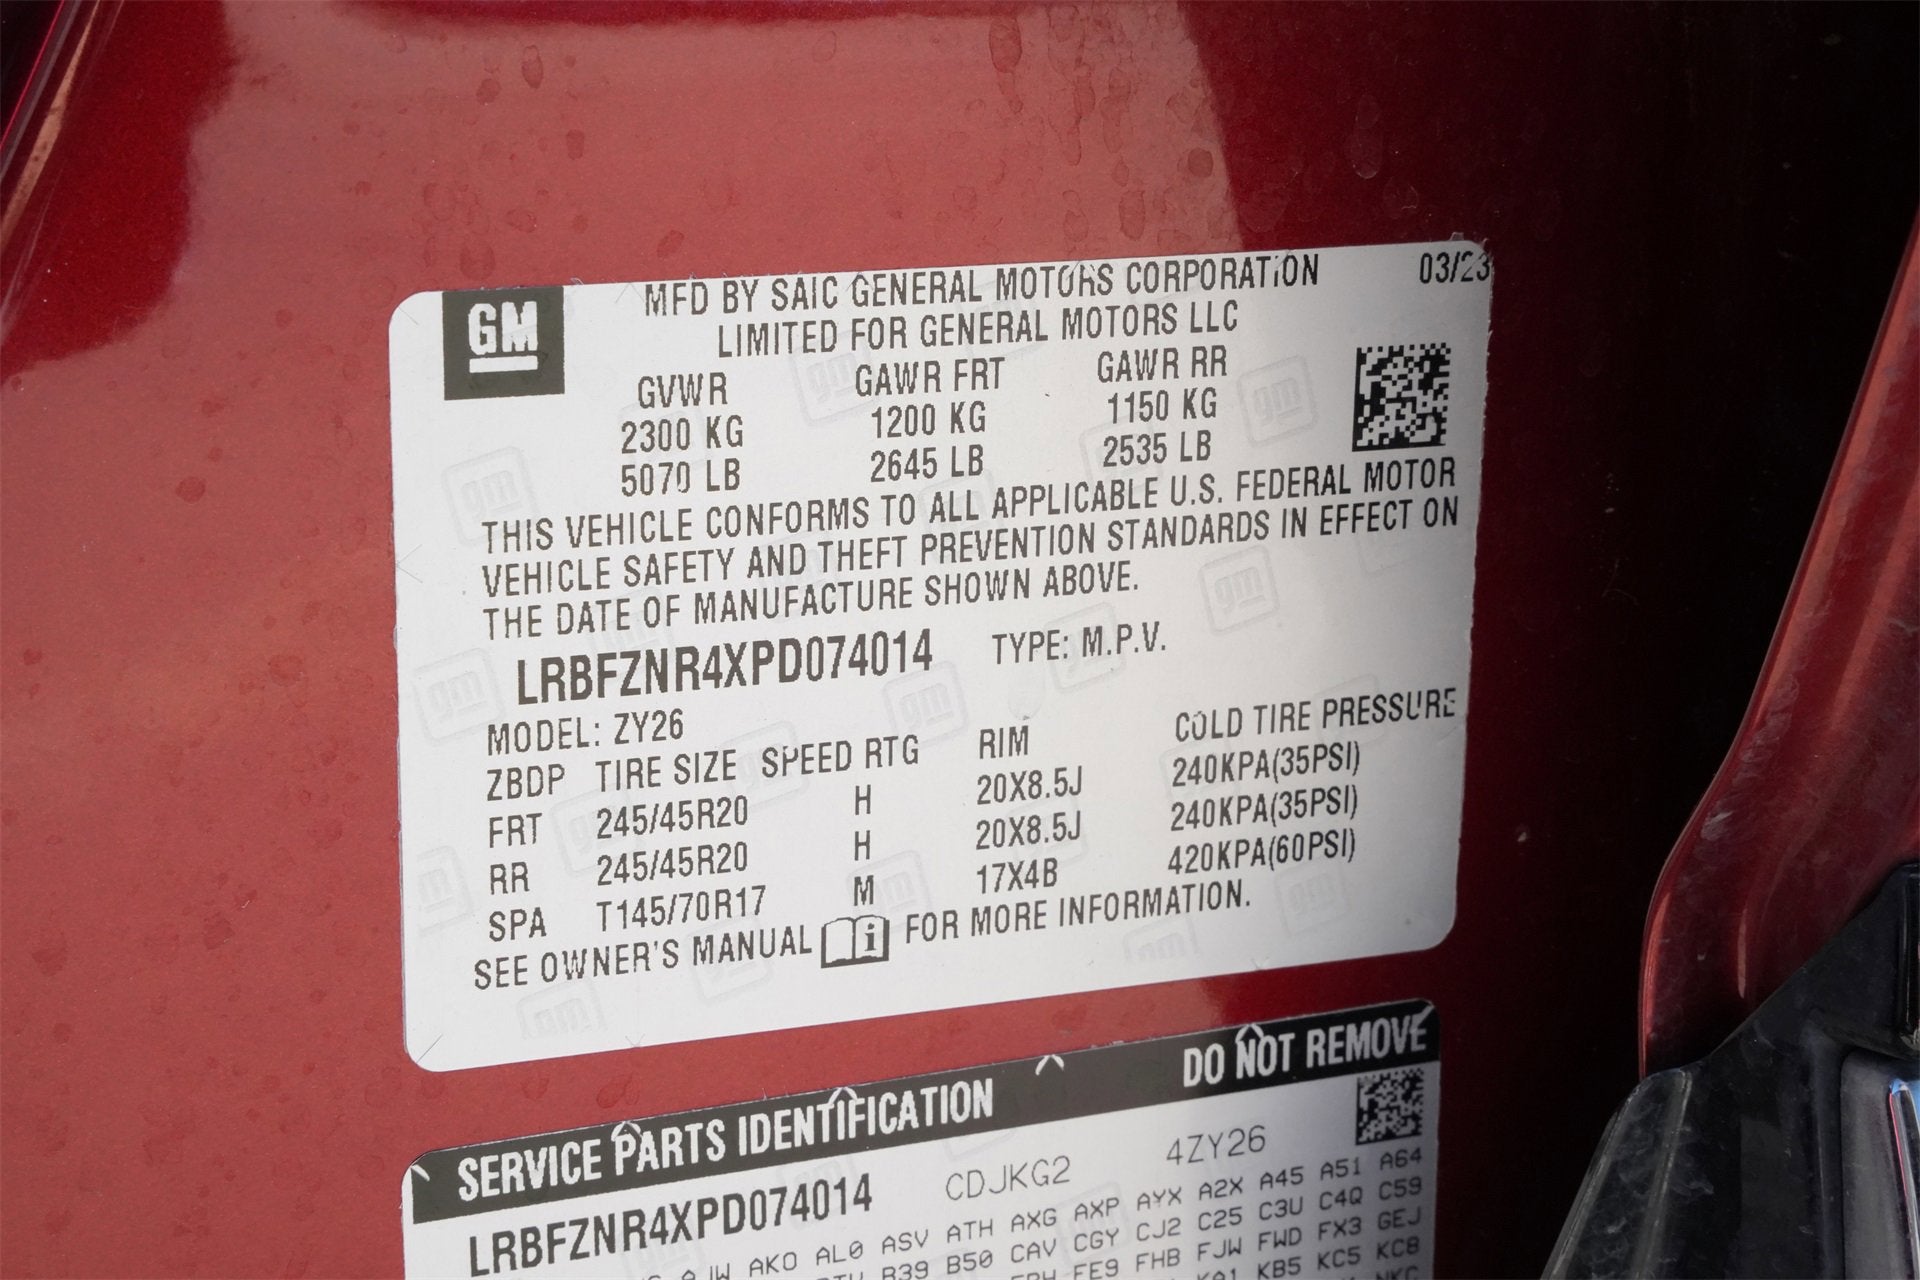 GM
MFD BY SAIC GENERAL MOTORS CORPORATION 03/23
LIMITED FOR GENERAL MOTORS LLC
GVWR GAWR FRT GAWR RR
2300 KG 1200 KG 1150 KG
5070 LB 2645 LB 2535 LB
THIS VEHICLE CONFORMS TO ALL APPLICABLE U.S. FEDERAL MOTOR
VEHICLE SAFETY AND THEFT PREVENTION STANDARDS IN EFFECT ON
THE DATE OF MANUFACTURE SHOWN ABOVE.
LRBFZNR4XPD074014 TYPE: M.P.V.
MODEL: ZY26
ZBDP TIRE SIZE SPEED RTG RIM COLD TIRE PRESSURE
FRT 245/45R20 H 20X8.5J 240KPA(35PSI)
RR 245/45R20 H 20X8.5J 240KPA(35PSI)
SPA T145/70R17 M 17X4B 420KPA(60PSI)
SEE OWNER'S MANUAL i FOR MORE INFORMATION.
SERVICE PARTS IDENTIFICATION DO NOT REMOVE
LRBFZNR4XPD074014 CDJKG2 4ZY26
AJW AKO AL0 ASV ATH AXG AXP AYX A2X A45 A51 A64
B39 B50 CAV CGY CJ2 C25 C3U C4Q C59
FE9 FHB FJW FWD FX3 GEJ
KA1 KB5 KC5 KC8
NKC